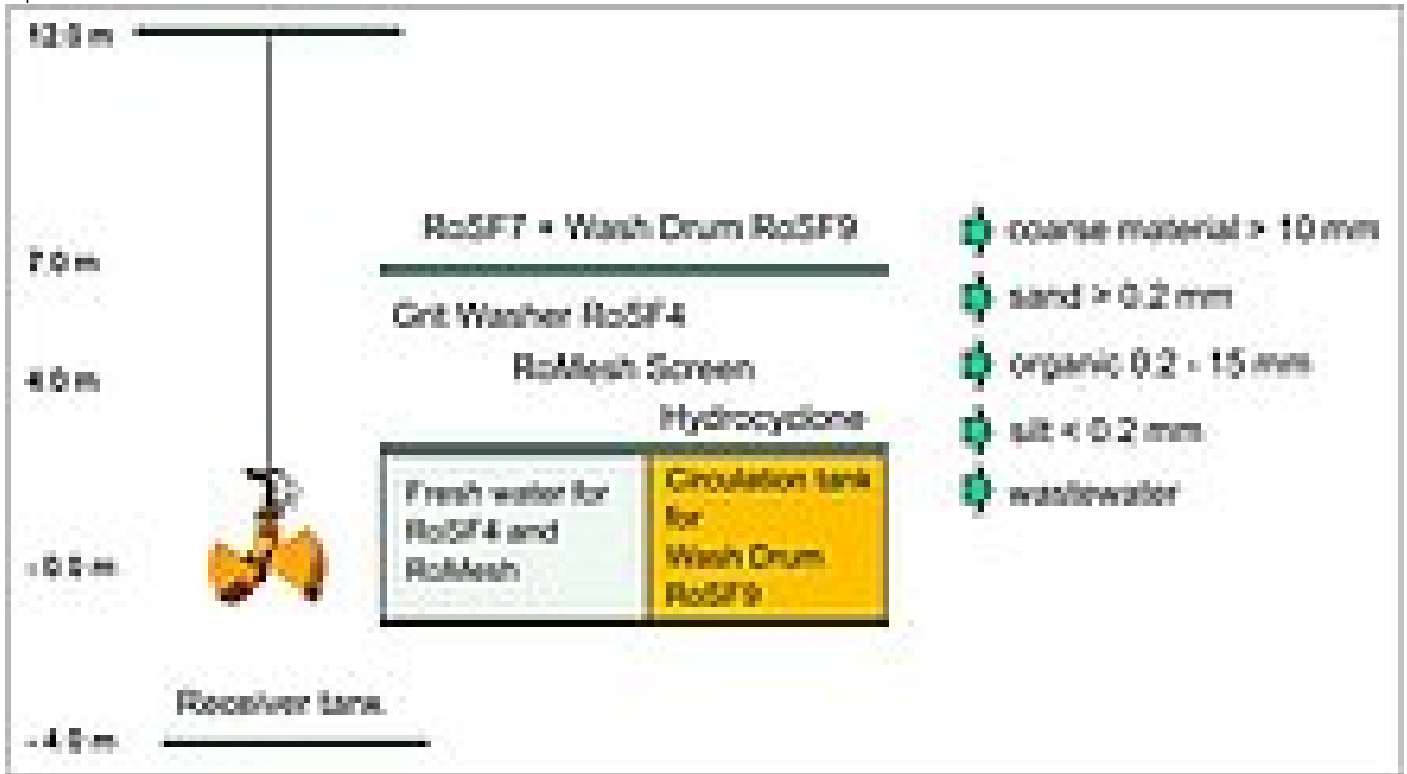 12.0 m
RoSF7 + Wash Drum RoSF9
7.0 m
Grit Washer RoSF4
RoMesh Screen
4.0 m
Hydrocyclone
Fresh water for
RoSF4 and
RoMesh
Circulation tank
for
Wash Drum
RoSF9
Receiver tank
- 4.0 m
coarse material > 10 mm
sand > 0.2 mm
organic 0.2 - 15 mm
silt < 0.2 mm
wastewater